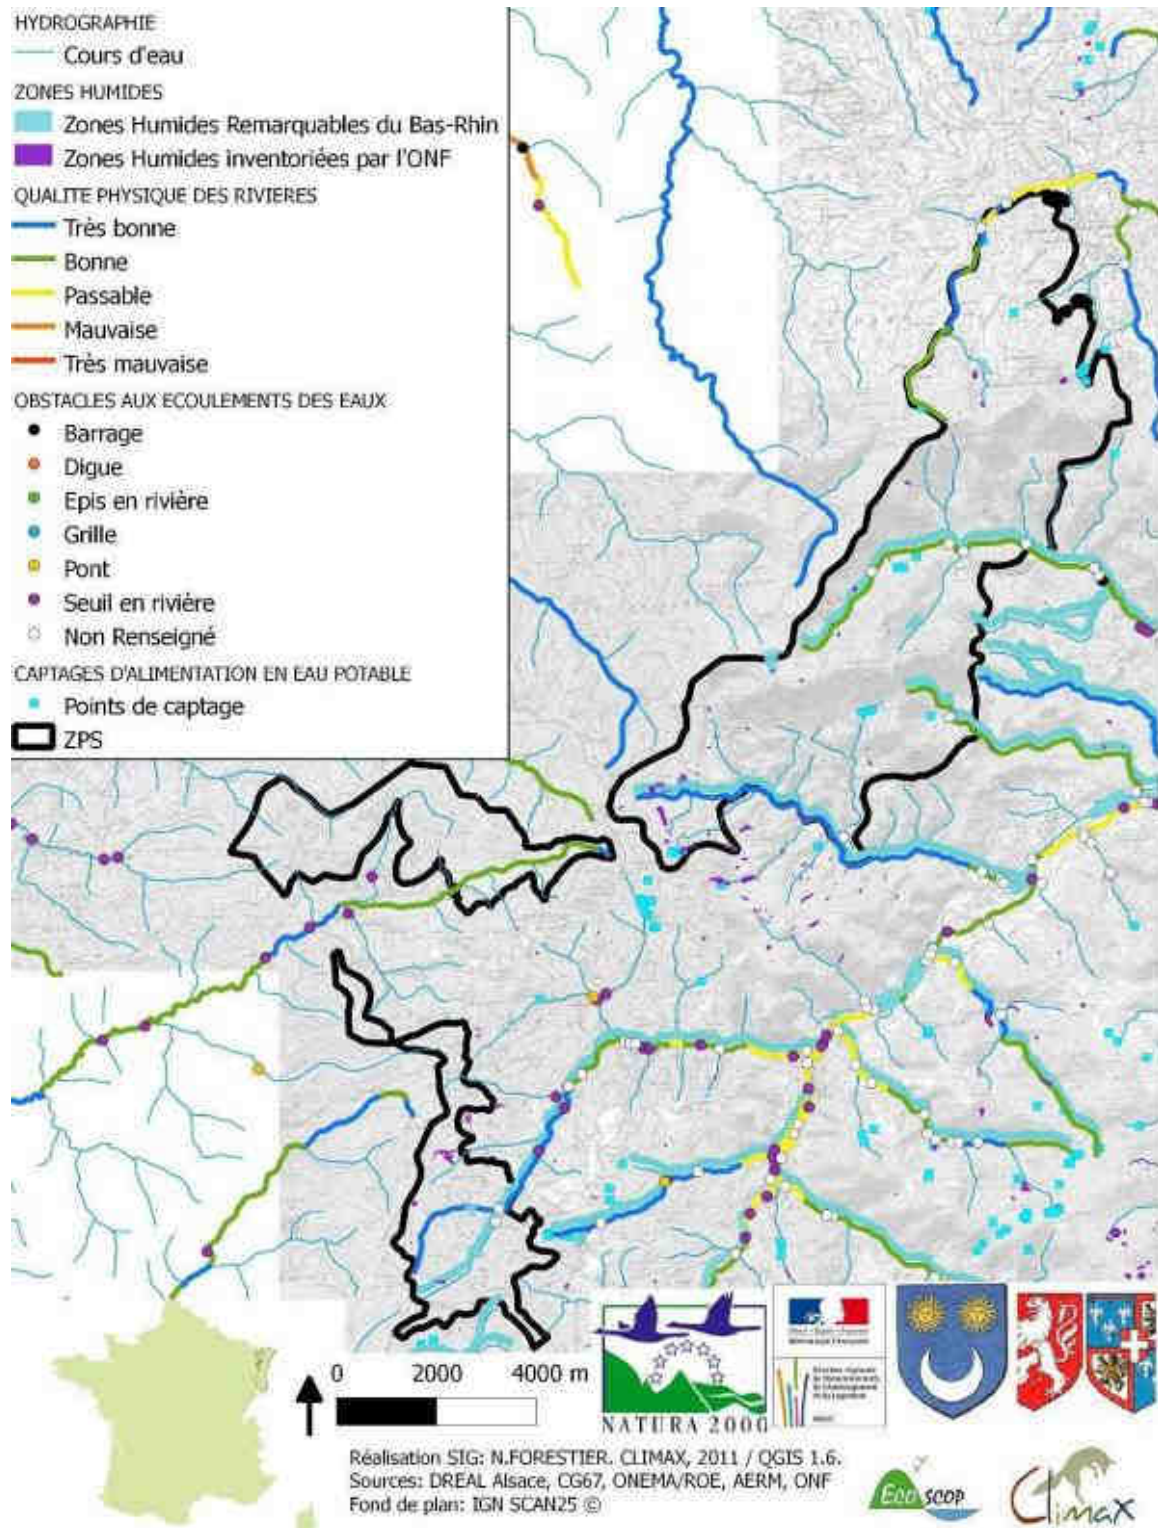 HYDROGRAPHIE
Cours d'eau
ZONES HUMIDES
Zones Humides Remarquables du Bas-Rhin
Zones Humides inventoriées par l'ONF
QUALITE PHYSIQUE DES RIVIERES
Très bonne
Bonne
Passable
Mauvaise
Très mauvaise
OBSTACLES AUX ECOULEMENTS DES EAUX
Barrage
Digue
Epis en rivière
Grille
Pont
Seuil en rivière
Non Renseigné
CAPTAGES D'ALIMENTATION EN EAU POTABLE
Points de captage
ZPS
0 2000 4000 m
NATURA 2000
Réalisation SIG: N.FORESTIER. CLIMAX, 2011 / QGIS 1.6.
Sources: DREAL Alsace, CG67, ONEMA/ROE, AERM, ONF
Fond de plan: IGN SCAN25 ©
ECO SCOP
Climax